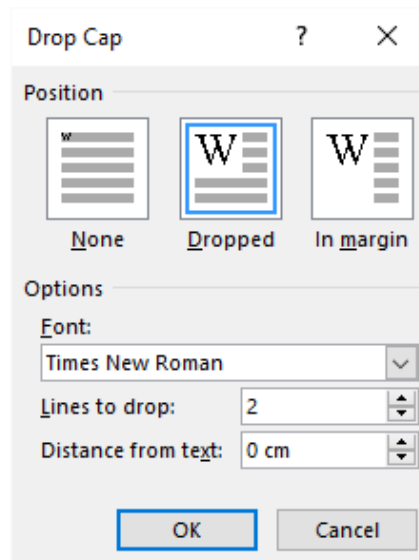 Drop Cap ?
Position
W W W
None Dropped In margin
Options
Font:
Times New Roman
Lines to drop: 2
Distance from text: 0 cm
OK Cancel